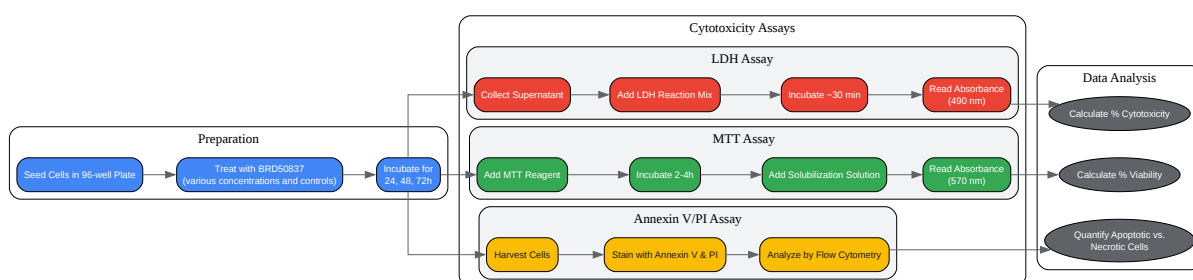 Cytotoxicity Assays
LDH Assay
Collect Supernatant
Add LDH Reaction Mix
Incubate ~30 min
Read Absorbance
(490 nm)
Data Analysis
Calculate % Cytotoxicity
Preparation
Seed Cells in 96-well Plate
Treat with BRD50837
(various concentrations and controls)
Incubate for
24, 48, 72h
MTT Assay
Add MTT Reagent
Incubate 2-4h
Add Solubilization Solution
Read Absorbance
(570 nm)
Calculate % Viability
Annexin V/PI Assay
Harvest Cells
Stain with Annexin V & PI
Analyze by Flow Cytometry
Quantify Apoptotic vs.
Necrotic Cells